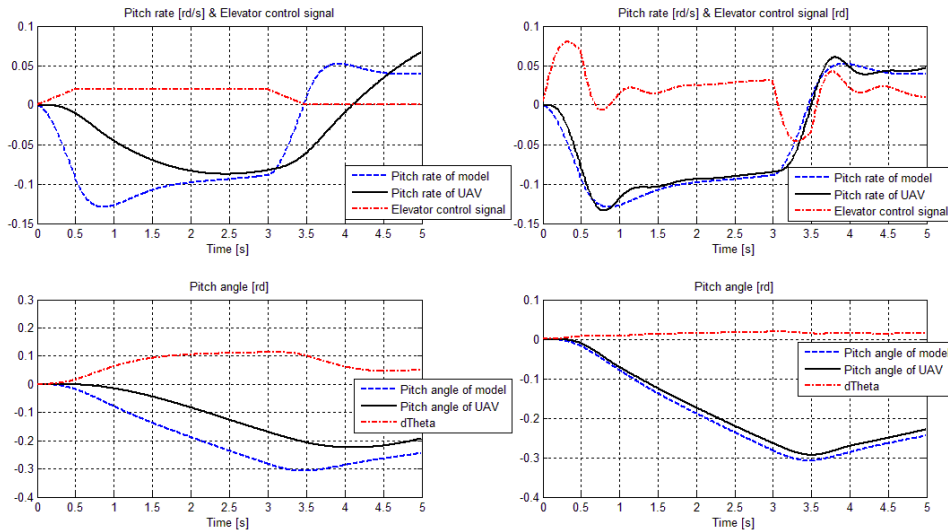 Pitch rate [rd/s] & Elevator control signal
0.1
0.05
0
-0.05
-0.1
-0.15
Pitch rate of model
Pitch rate of UAV
Elevator control signal
0 0.5 1 1.5 2 2.5 3 3.5 4 4.5 5
Time [s]
Pitch rate [rd/s] & Elevator control signal [rd]
0.1
0.05
0
-0.05
-0.1
-0.15
Pitch rate of model
Pitch rate of UAV
Elevator control signal
0 0.5 1 1.5 2 2.5 3 3.5 4 4.5 5
Time [s]
Pitch angle [rd]
0.3
0.2
0.1
0
-0.1
-0.2
-0.3
-0.4
Pitch angle of model
Pitch angle of UAV
dTheta
0 0.5 1 1.5 2 2.5 3 3.5 4 4.5 5
Time [s]
Pitch angle [rd]
0.1
0
-0.1
-0.2
-0.3
-0.4
Pitch angle of model
Pitch angle of UAV
dTheta
0 0.5 1 1.5 2 2.5 3 3.5 4 4.5 5
Time [s]